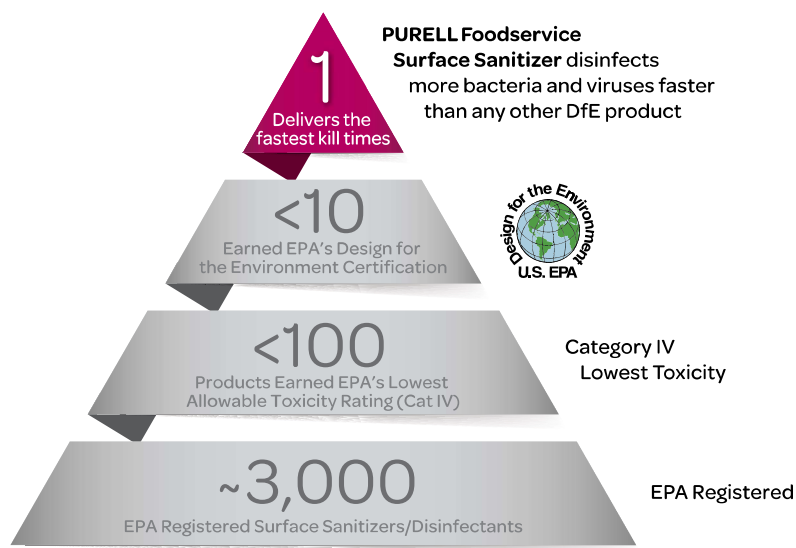 PURELL Foodservice
Surface Sanitizer disinfects
more bacteria and viruses faster
than any other DfE product
1
Delivers the
fastest kill times
<10
Earned EPA's Design for
the Environment Certification
Design for the Environment
U.S. EPA
<100
Products Earned EPA's Lowest
Allowable Toxicity Rating (Cat IV)
Category IV
Lowest Toxicity
~3,000
EPA Registered Surface Sanitizers/Disinfectants
EPA Registered